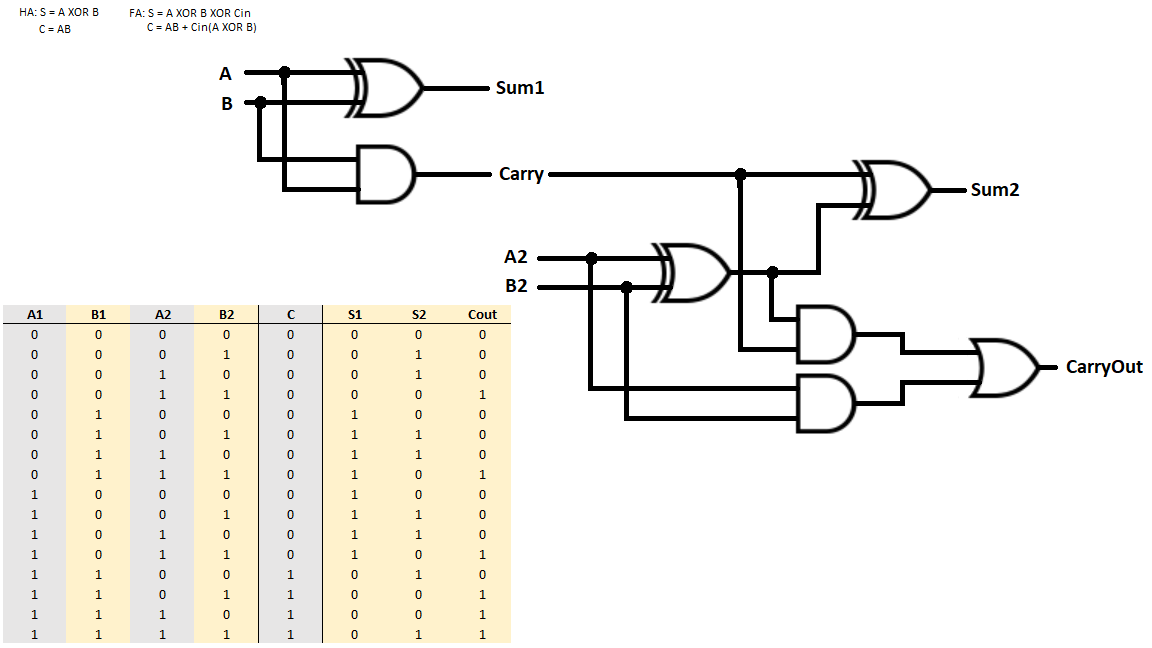 HA: S = A XOR B
C = AB
FA: S = A XOR B XOR Cin
C = AB + Cin(A XOR B)
A
B
Sum1
Carry
Sum2
A2
B2
CarryOut
A1 B1 A2 B2 C S1 S2 Cout
0 0 0 0 0 0 0 0
0 0 0 1 0 0 1 0
0 0 1 0 0 0 1 0
0 0 1 1 0 0 0 1
0 1 0 0 0 1 0 0
0 1 0 1 0 1 1 0
0 1 1 0 0 1 1 0
0 1 1 1 0 1 0 1
1 0 0 0 0 1 0 0
1 0 0 1 0 1 1 0
1 0 1 0 0 1 1 0
1 0 1 1 0 1 0 1
1 1 0 0 1 0 1 0
1 1 0 1 1 0 0 1
1 1 1 0 1 0 0 1
1 1 1 1 1 0 1 1